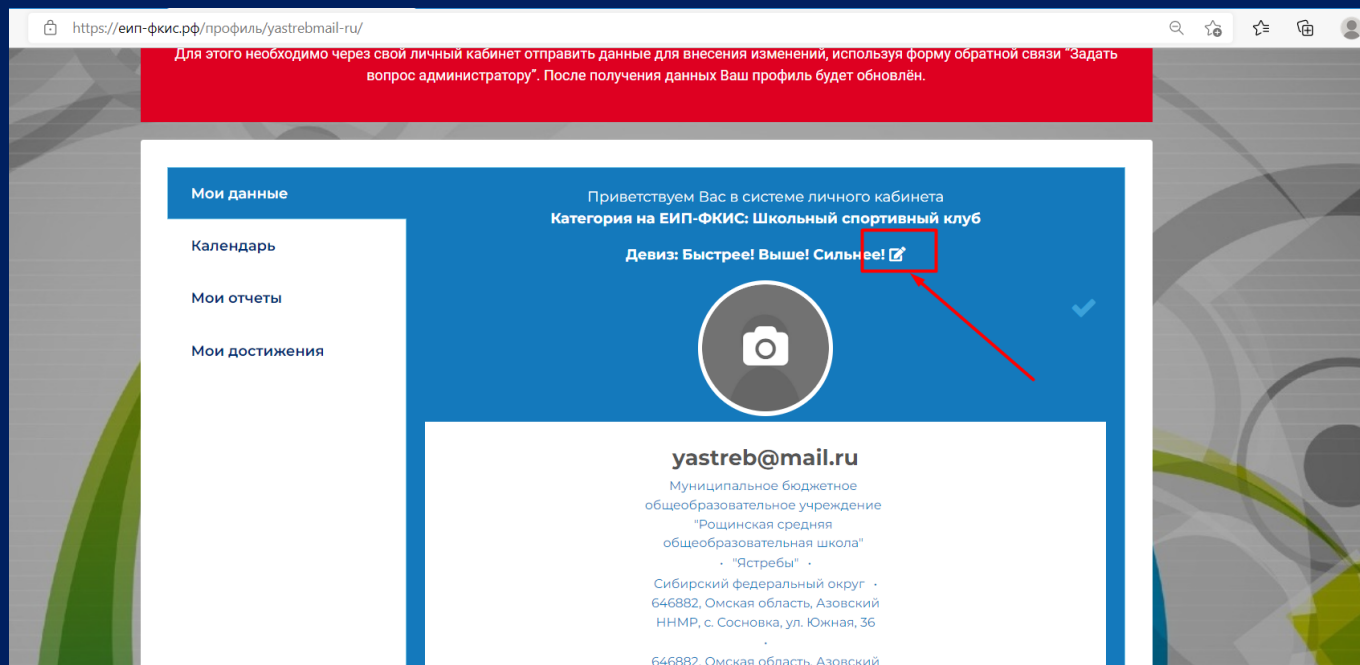 https://еип-фкис.рф/профиль/yastrebmail-ru/
Для этого необходимо через свой личный кабинет отправить данные для внесения изменений, используя форму обратной связи "Задать
вопрос администратору". После получения данных Ваш профиль будет обновлён.
Мои данные
Календарь
Мои отчеты
Мои достижения
Приветствуем Вас в системе личного кабинета
Категория на ЕИП-ФКИС: Школьный спортивный клуб
Девиз: Быстрее! Выше! Сильнее!
yastreb@mail.ru
Муниципальное бюджетное
общеобразовательное учреждение
"Рощинская средняя
общеобразовательная школа"
· "Ястребы" ·
Сибирский федеральный округ ·
646882, Омская область, Азовский
ННМР, с. Сосновка, ул. Южная, 36
·
646882, Омская область, Азовский